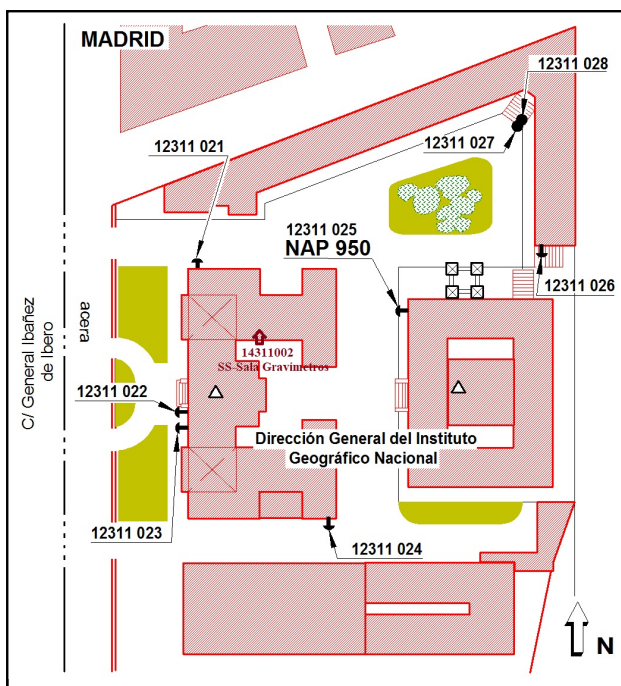 MADRID
12311 028
12311 027
12311 021
12311 025
NAP 950
12311 026
C/ General Ibañez
de Ibero
acera
14311002
SS-Sala Gravímetros
12311 022
Dirección General del Instituto
Geográfico Nacional
12311 023
12311 024
N